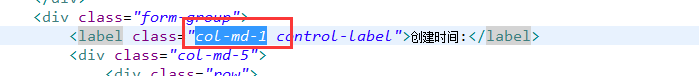 </div>
<div class="form-group">
<label class="col-md-1 control-label">创建时间:</label>
<div class="col-md-5">
<div class="row">